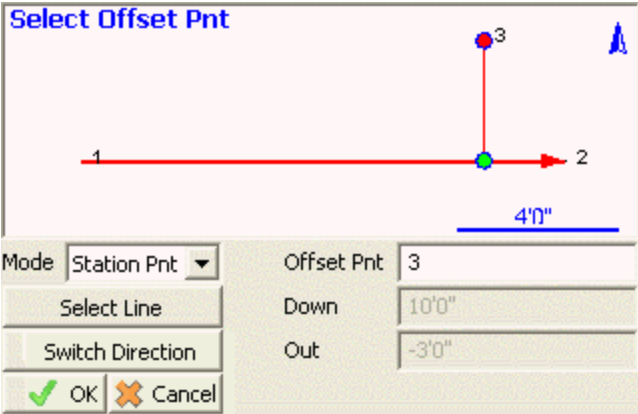 Select Offset Pnt
3
1
2
4'0"
Mode Station Pnt
Offset Pnt 3
Select Line
Down 10'0"
Switch Direction
Out -3'0"
OK Cancel